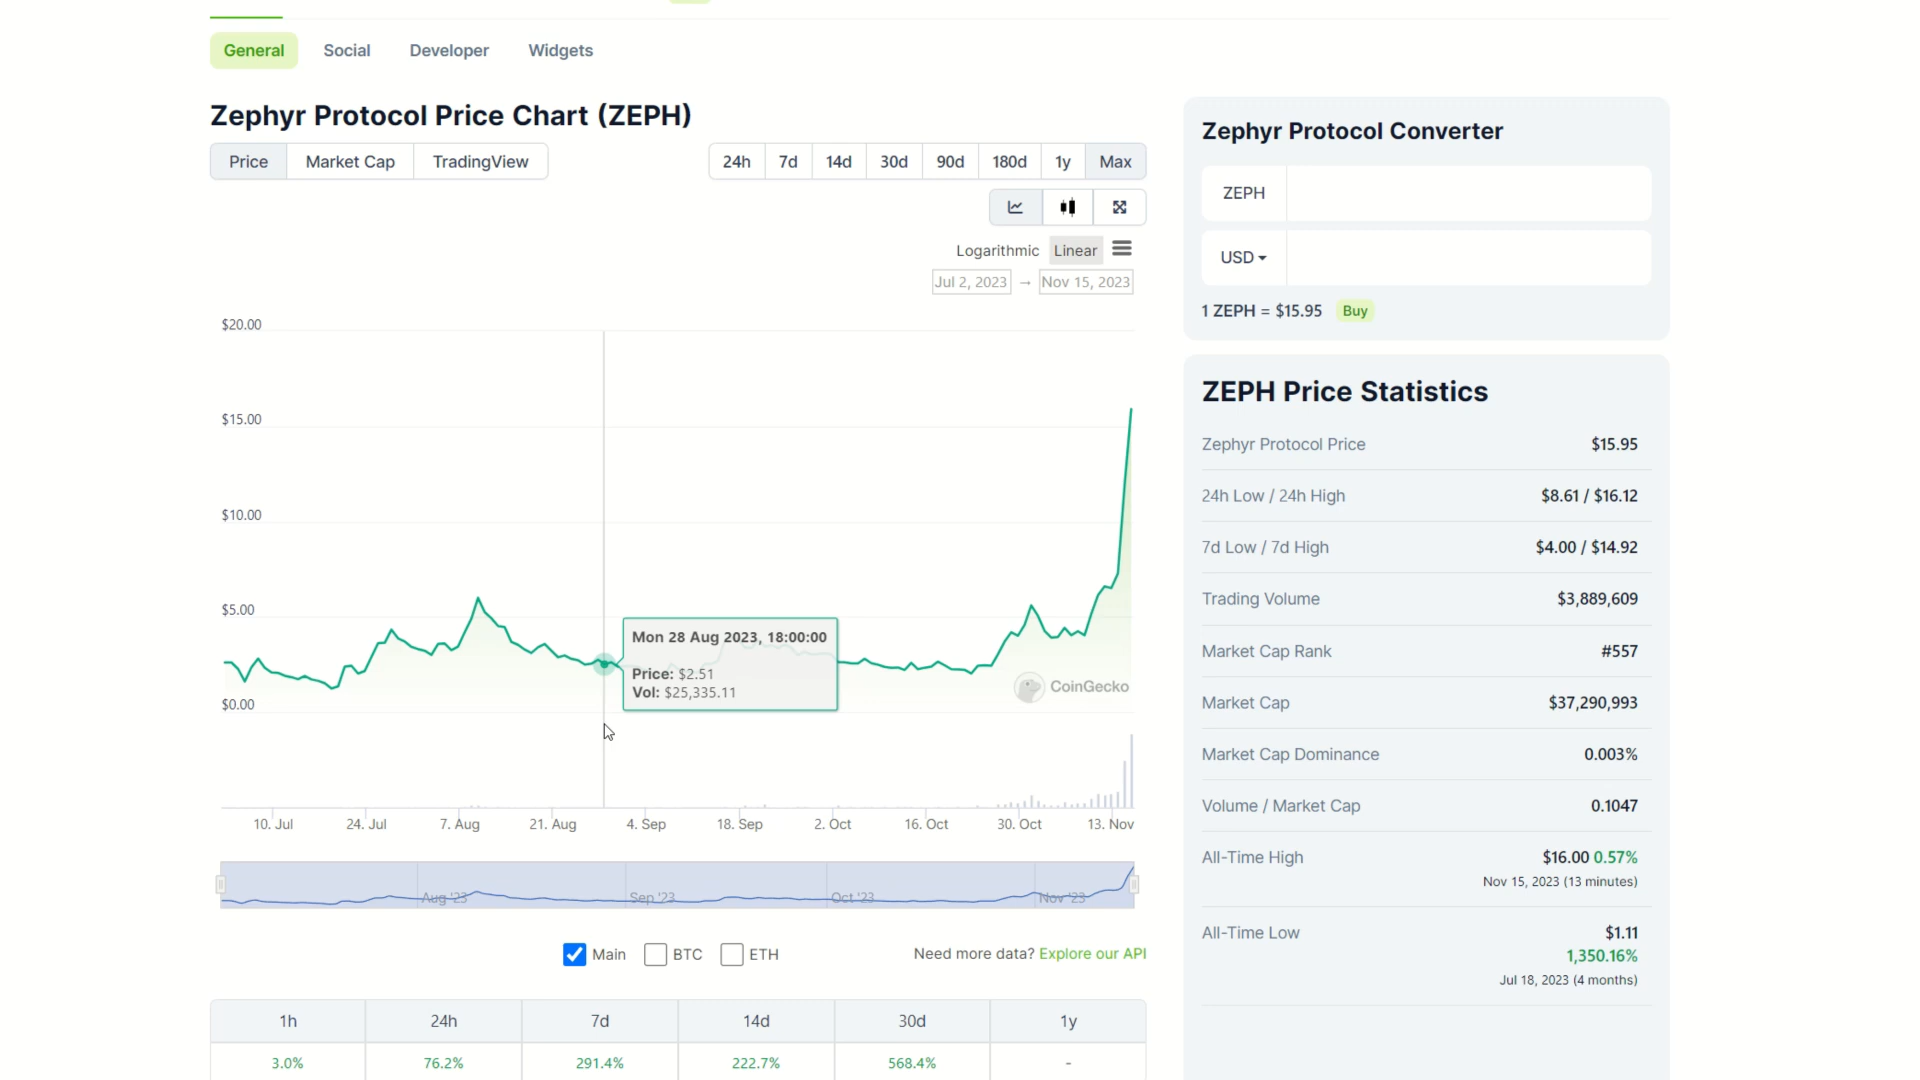 General Social Developer Widgets
Zephyr Protocol Price Chart (ZEPH)
Price Market Cap TradingView
24h 7d 14d 30d 90d 180d 1y Max
Logarithmic Linear
Jul 2, 2023 → Nov 15, 2023
$20.00
$15.00
$10.00
$5.00
$0.00
Mon 28 Aug 2023, 18:00:00
Price: $2.51
Vol: $25,335.11
CoinGecko
10. Jul 24. Jul 7. Aug 21. Aug 4. Sep 18. Sep 2. Oct 16. Oct 30. Oct 13. Nov
Aug '23 Sep '23 Oct '23 Nov '23
Main BTC ETH
Need more data? Explore our API
1h 24h 7d 14d 30d 1y
3.0% 76.2% 291.4% 222.7% 568.4% -
Zephyr Protocol Converter
ZEPH
USD
1 ZEPH = $15.95 Buy
ZEPH Price Statistics
Zephyr Protocol Price $15.95
24h Low / 24h High $8.61 / $16.12
7d Low / 7d High $4.00 / $14.92
Trading Volume $3,889,609
Market Cap Rank #557
Market Cap $37,290,993
Market Cap Dominance 0.003%
Volume / Market Cap 0.1047
All-Time High $16.00 0.57%
Nov 15, 2023 (13 minutes)
All-Time Low $1.11
1,350.16%
Jul 18, 2023 (4 months)